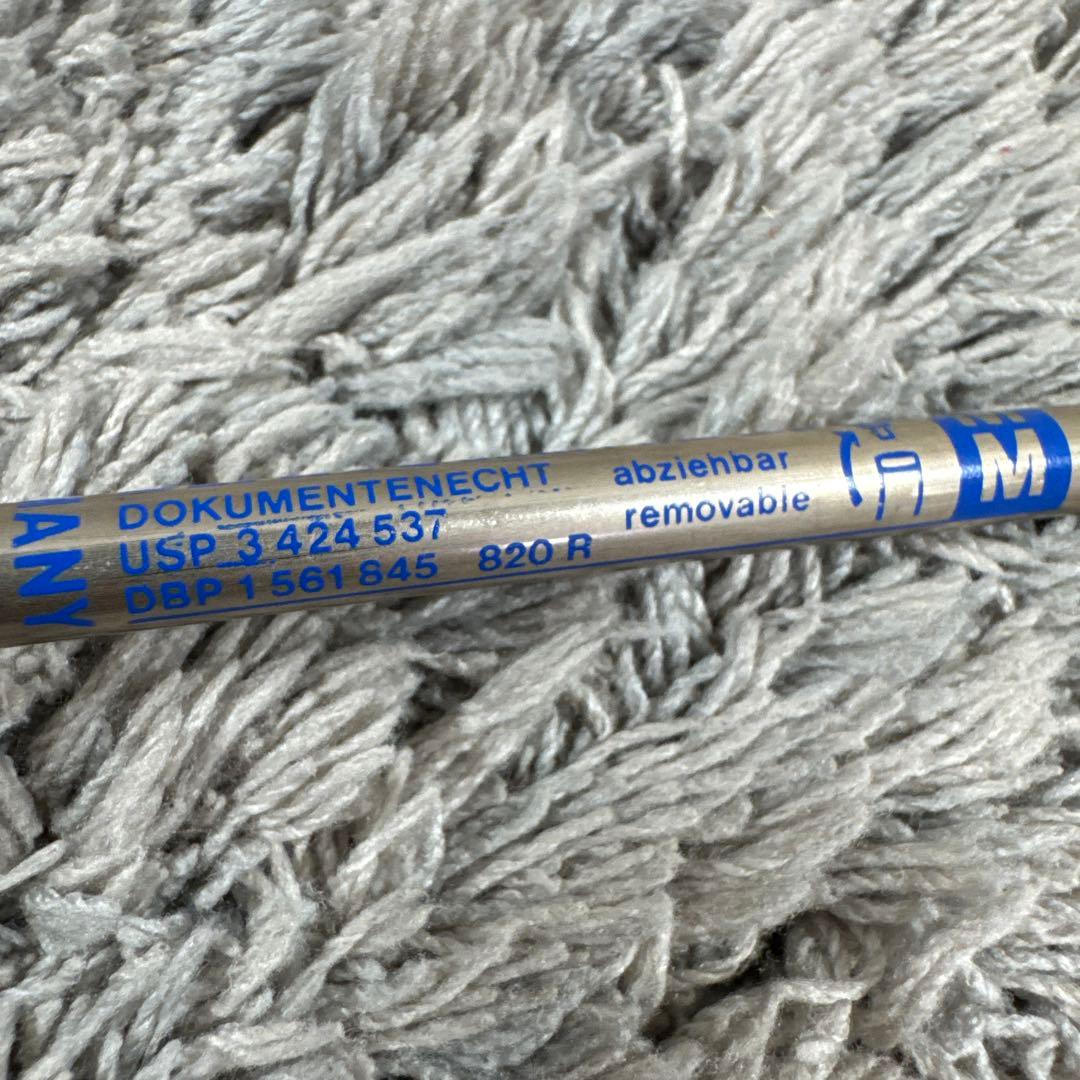 ANY
DOKUMENTENECHT
USP 3 424 537
DBP 1 561 845 820 R
abziehbar
removable
M